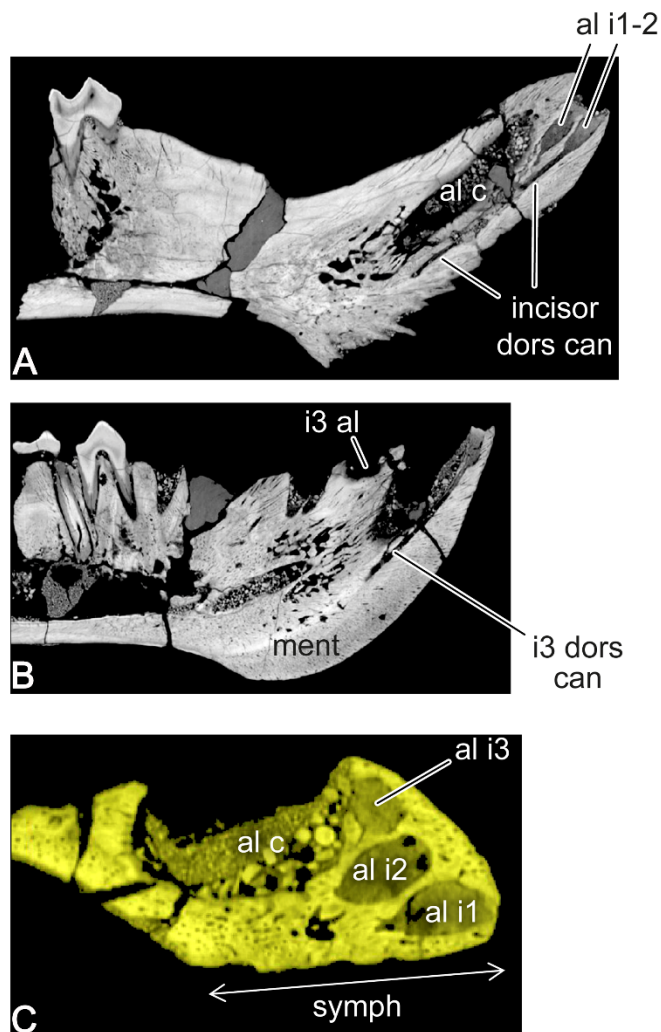 al i1-2
al c
incisor
dors can
A
i3 al
ment
i3 dors
can
B
al i3
al c
al i2
al i1
symph
C